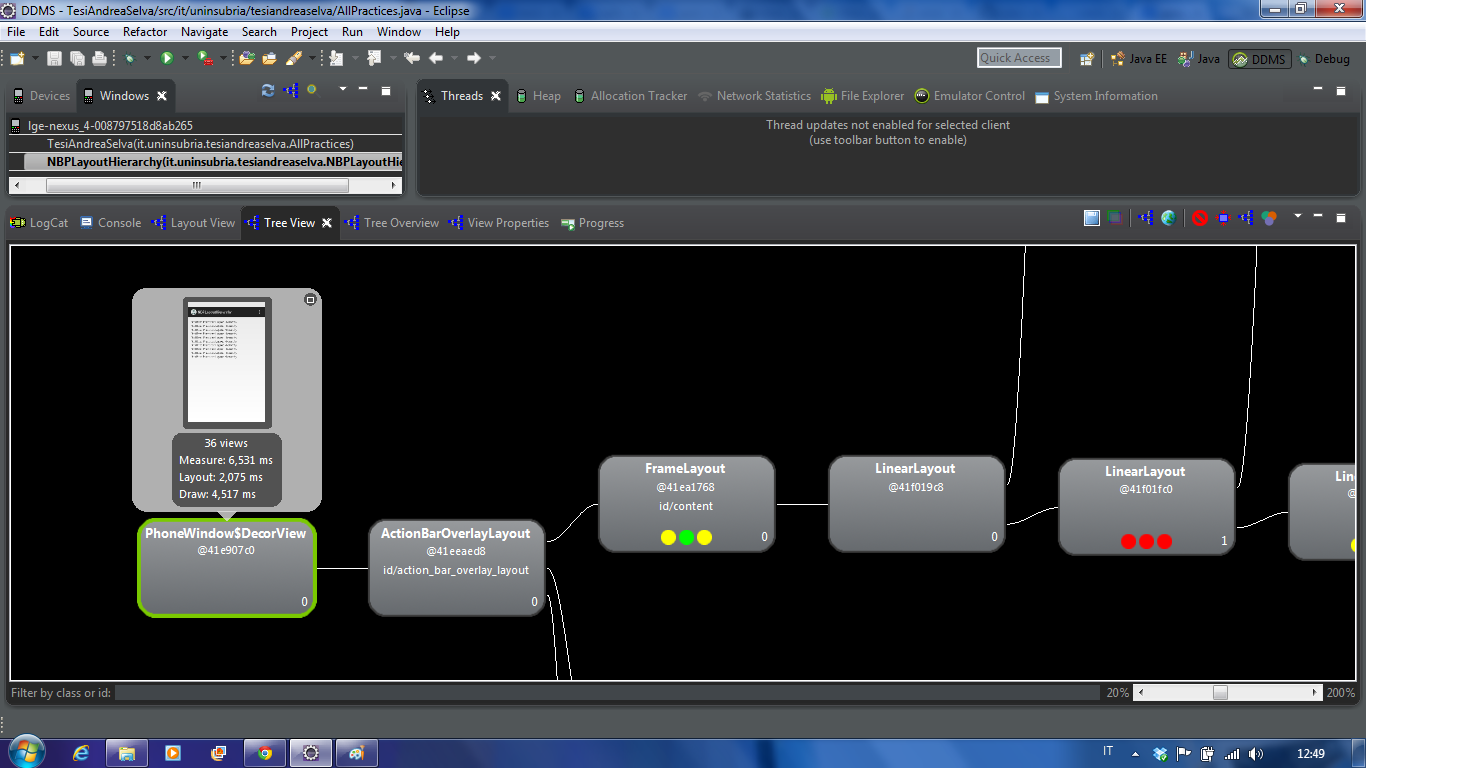 DDMS - TesiAndreaSelva/src/it/uninsubria/tesiandreaselva/AllPractices.java - Eclipse
File Edit Source Refactor Navigate Search Project Run Window Help
Quick Access Java EE Java DDMS Debug
Devices Windows
Threads Heap Allocation Tracker Network Statistics File Explorer Emulator Control System Information
lge-nexus_4-008797518d8ab265
TesiAndreaSelva(it.uninsubria.tesiandreaselva.AllPractices)
NBPLayoutHierarchy(it.uninsubria.tesiandreaselva.NBPLayoutHie
Thread updates not enabled for selected client
(use toolbar button to enable)
LogCat Console Layout View Tree View Tree Overview View Properties Progress
NBPLayoutHierarchy
36 views
Measure: 6,531 ms
Layout: 2,075 ms
Draw: 4,517 ms
PhoneWindow$DecorView
@41e907c0
0
ActionBarOverlayLayout
@41eeaed8
id/action_bar_overlay_layout
0
FrameLayout
@41ea1768
id/content
0
LinearLayout
@41f019c8
0
LinearLayout
@41f01fc0
1
Lin
@
Filter by class or id:
20% 200%
IT 12:49